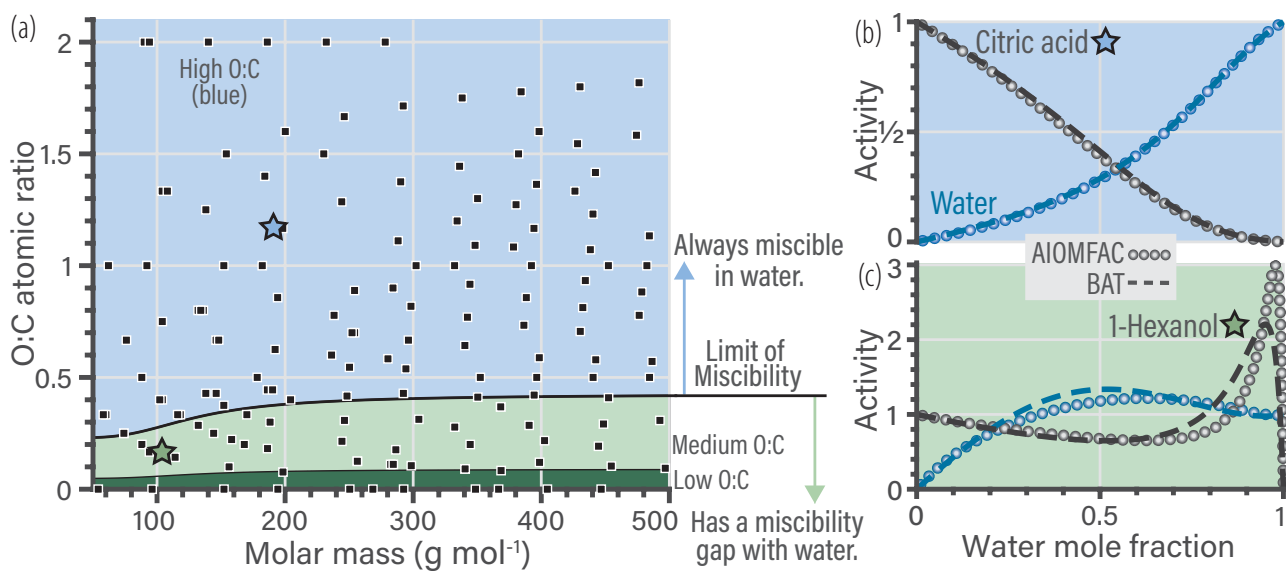 (a)
O:C atomic ratio
2
1.5
1
0.5
0
High O:C
(blue)
100
200
300
400
500
Molar mass (g mol⁻¹)
Always miscible
in water.
Limit of
Miscibility
Medium O:C
Low O:C
Has a miscibility
gap with water.
(b)
Activity
1
½
0
Citric acid
Water
AIOMFAC
BAT
(c)
Activity
3
2
1
0
1-Hexanol
0
0.5
1
Water mole fraction